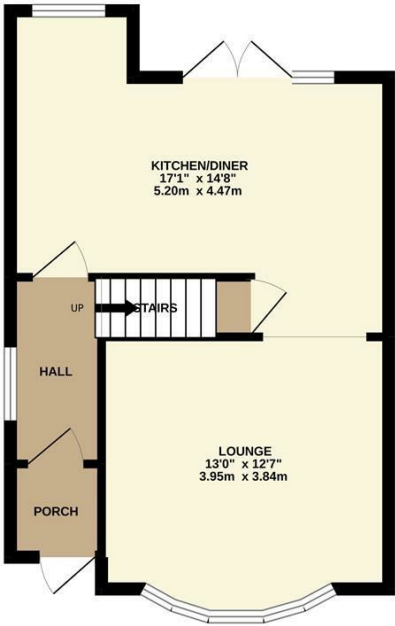 KITCHEN/DINER
17'1" x 14'8"
5.20m x 4.47m
UP
STAIRS
HALL
LOUNGE
13'0" x 12'7"
3.95m x 3.84m
PORCH